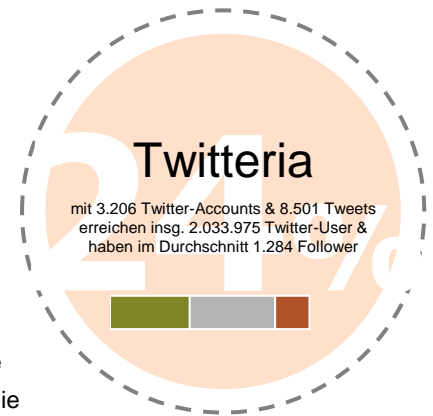 24%
Twitteria
mit 3.206 Twitter-Accounts & 8.501 Tweets
erreichen insg. 2.033.975 Twitter-User &
haben im Durchschnitt 1.284 Follower
ie